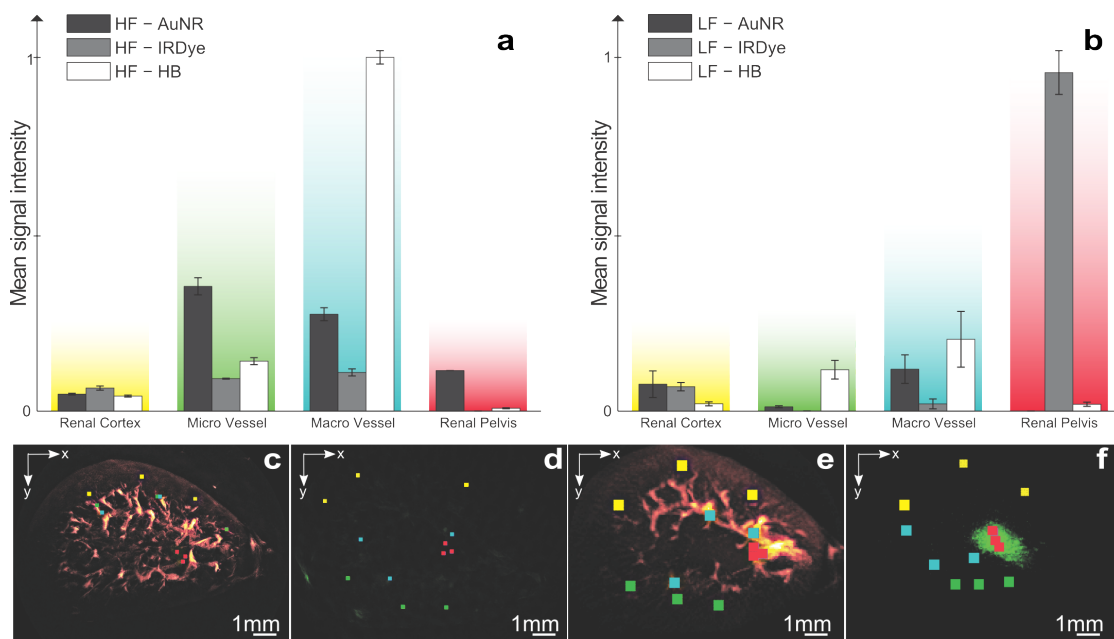 HF – AuNR
HF – IRDye
HF – HB
a
1
0
Mean signal intensity
Renal Cortex
Micro Vessel
Macro Vessel
Renal Pelvis
LF – AuNR
LF – IRDye
LF – HB
b
1
0
Mean signal intensity
Renal Cortex
Micro Vessel
Macro Vessel
Renal Pelvis
x
y
c
1mm
x
y
d
1mm
x
y
e
1mm
x
y
f
1mm